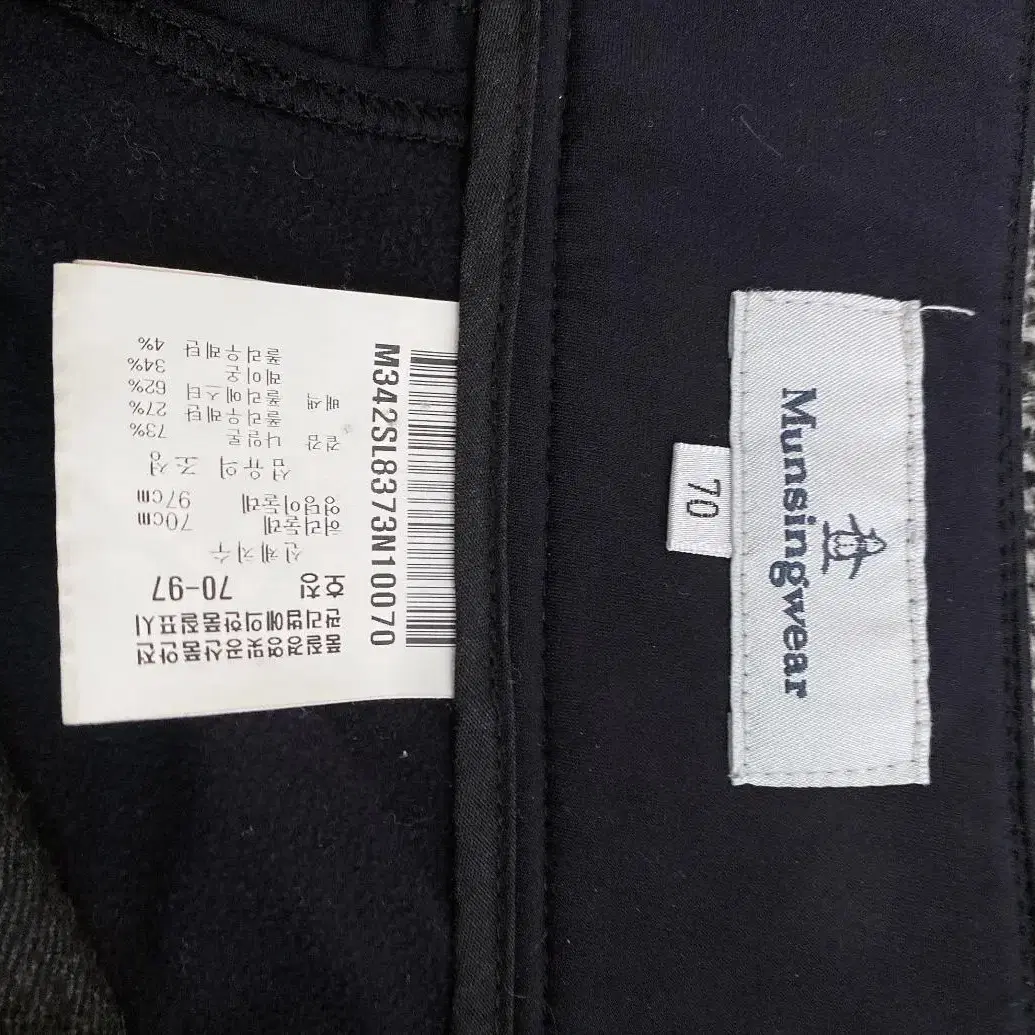 품질경영및공산품안전
관리법에의한품질표시
호칭 70-97
신체치수
허리둘레 70cm
엉덩이둘레 97cm
섬유의 조성
겉감 나일론 73%
폴리우레탄 27%
배색 폴리에스터 62%
레이온 34%
폴리우레탄 4%
M342SL8373N10070
70
Munsingwear